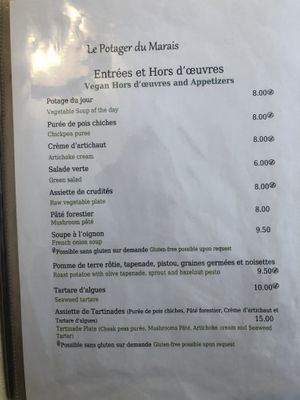 Le Potager du Marais
Entrées et Hors d'œuvres
Vegan Hors d'œuvres and Appetizers
Potage du jour 8.00
Vegetable Soup of the day
Purée de pois chiches 8.00
Chickpea puree
Crème d'artichaut 8.00
Artichoke cream
Salade verte 6.00
Green salad
Assiette de crudités 8.00
Raw vegetable plate
Pâté forestier 8.00
Mushroom pâté
Soupe à l'oignon 9.50
French onion soup
Possible sans gluten sur demande Gluten-free possible upon request
Pomme de terre rôtie, tapenade, pistou, graines germées et noisettes
Roast potatoe with olive tapenade, sprout and hazelnut pesto 9.50
Tartare d'algues 10.00
Seaweed tartare
Assiette de Tartinades (Purée de pois chiches, Pâté forestier, Crème d'artichaut et
Tartare d'algues) 15.00
Tartinade Plate (Cheak peas purée, Mushrooms Pâté, Artichoke cream and Seaweed
Tartar)
Possible sans gluten sur demande Gluten-free possible upon request